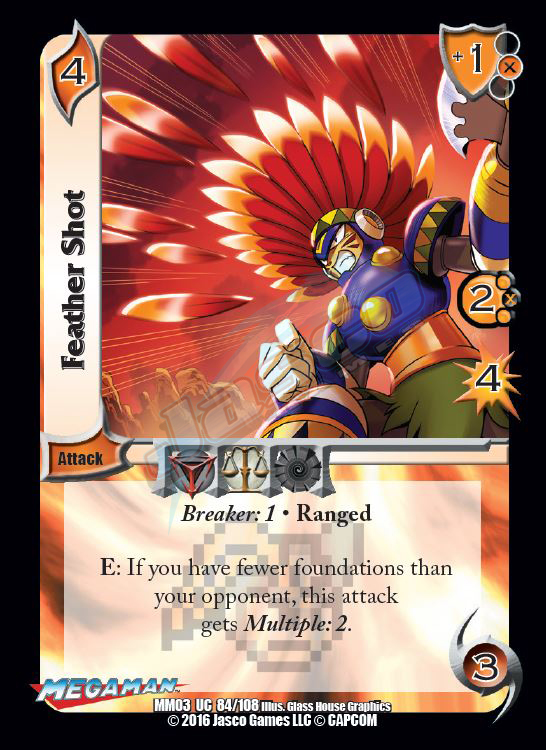 4
+1
Feather Shot
2
4
Attack
Breaker: 1 • Ranged
E: If you have fewer foundations than
your opponent, this attack
gets Multiple: 2.
3
MEGAMAN™
MM03 UC 84/108 Illus. Glass House Graphics
© 2016 Jasco Games LLC © CAPCOM